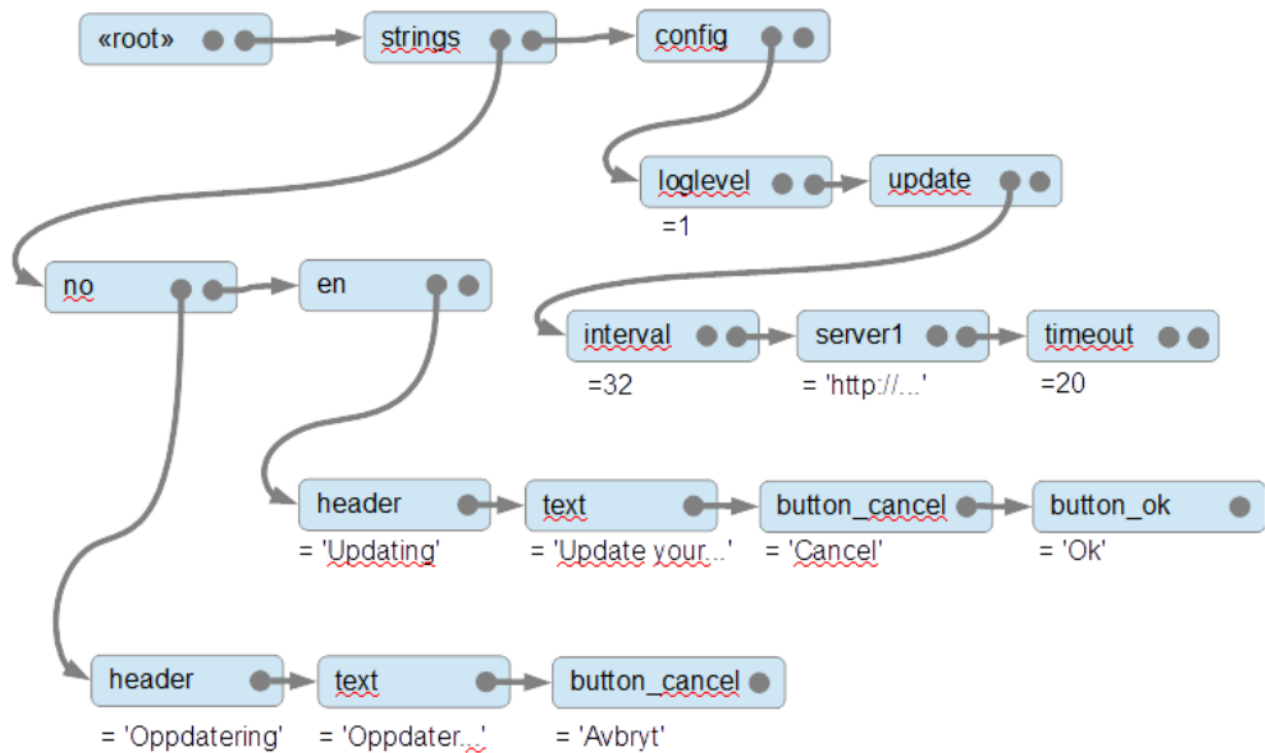 «root» strings config
loglevel update
=1
no en
interval server1 timeout
=32 = 'http://...' =20
header text button_cancel button_ok
= 'Updating' = 'Update your...' = 'Cancel' = 'Ok'
header text button_cancel
= 'Oppdatering' = 'Oppdater...' = 'Avbryt'